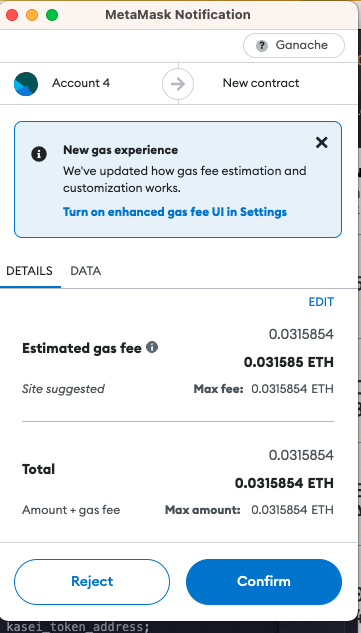 MetaMask Notification
? Ganache
Account 4
New contract
New gas experience
We've updated how gas fee estimation and
customization works.
Turn on enhanced gas fee UI in Settings
DETAILS
DATA
EDIT
0.0315854
Estimated gas fee
0.031585 ETH
Site suggested
Max fee: 0.0315854 ETH
0.0315854
Total
0.0315854 ETH
Amount + gas fee
Max amount: 0.0315854 ETH
Reject
Confirm
kasei_token_address;